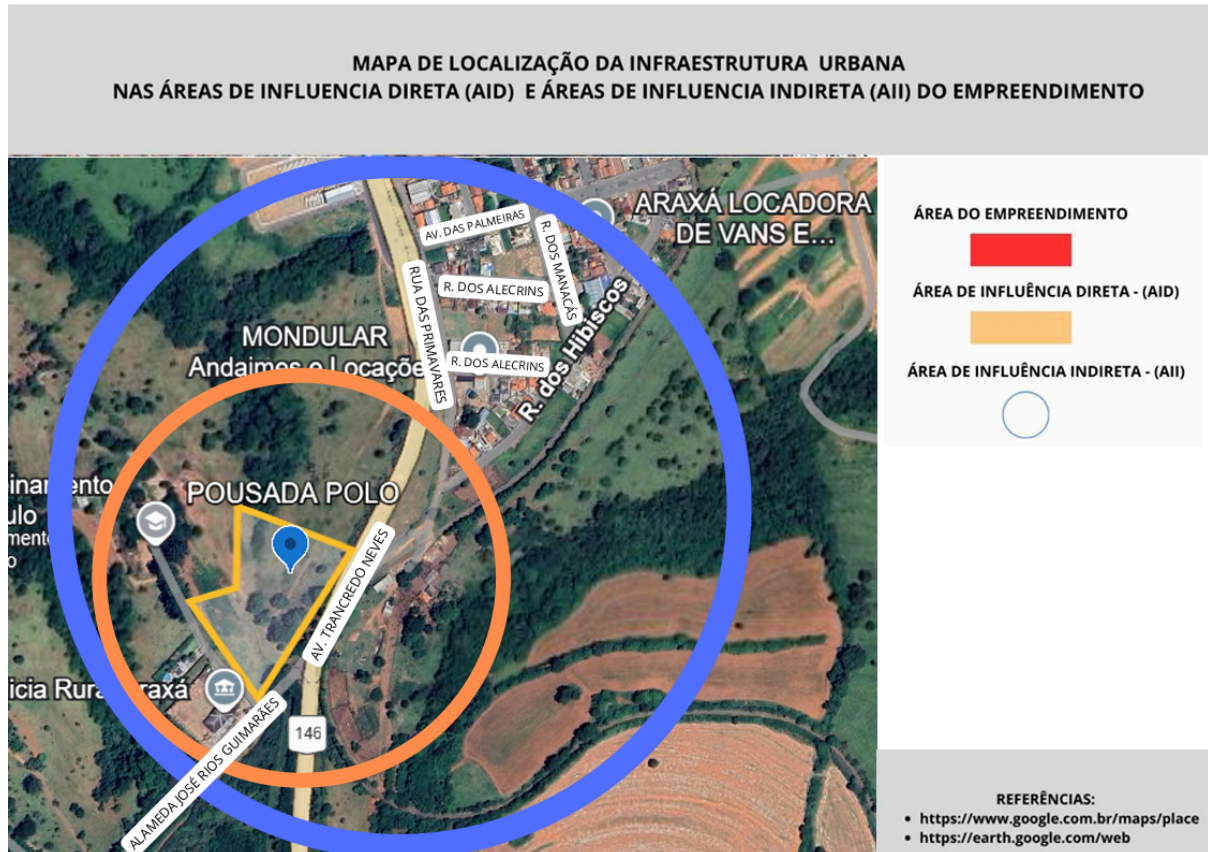 MAPA DE LOCALIZAÇÃO DA INFRAESTRUTURA URBANA
NAS ÁREAS DE INFLUENCIA DIRETA (AID) E ÁREAS DE INFLUENCIA INDIRETA (AII) DO EMPREENDIMENTO
ARAXÁ LOCADORA
DE VANS E...
AV. DAS PALMEIRAS
R. DOS MANACÁS
RUA DAS PRIMAVARES
R. DOS ALECRINS
MONDULAR
Andaimes e Locaçõe
R. DOS ALECRINS
R. dos Hibiscos
POUSADA POLO
AV. TRANCREDO NEVES
icia Rura
raxá
146
ALAMEDA JOSÉ RIOS GUIMARÃES
ÁREA DO EMPREENDIMENTO
ÁREA DE INFLUÊNCIA DIRETA - (AID)
ÁREA DE INFLUÊNCIA INDIRETA - (AII)
REFERÊNCIAS:
• https://www.google.com.br/maps/place
• https://earth.google.com/web